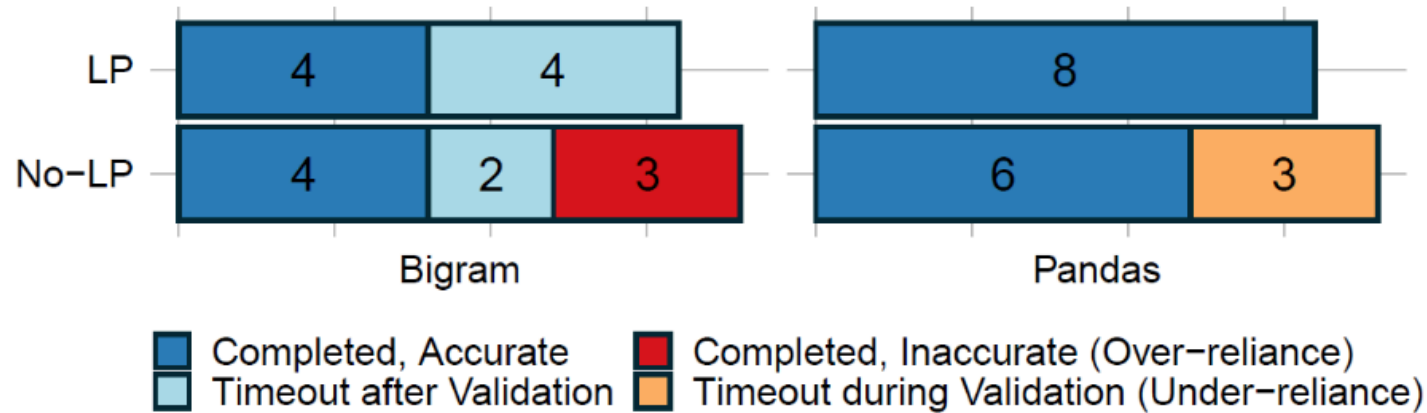 LP 4 4 8
No−LP 4 2 3 6 3
Bigram Pandas
Completed, Accurate Completed, Inaccurate (Over−reliance)
Timeout after Validation Timeout during Validation (Under−reliance)